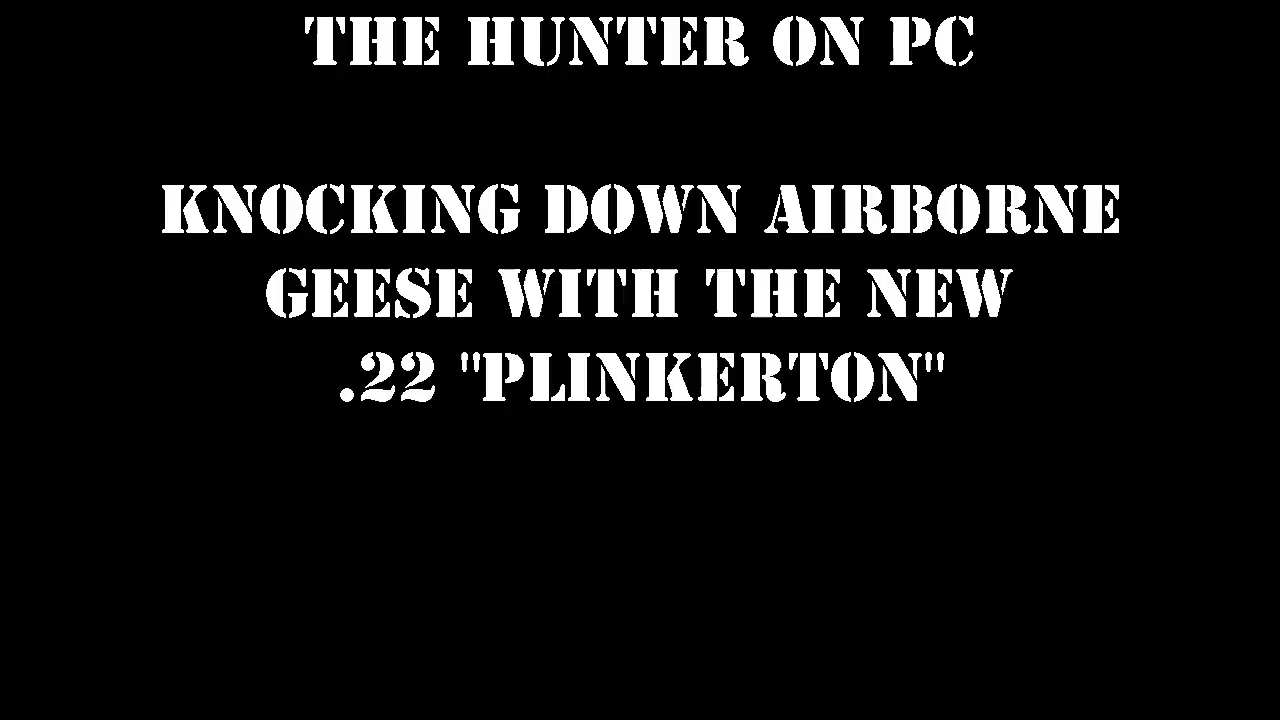 THE HUNTER ON PC
KNOCKING DOWN AIRBORNE
GEESE WITH THE NEW
.22 "PLINKERTON"